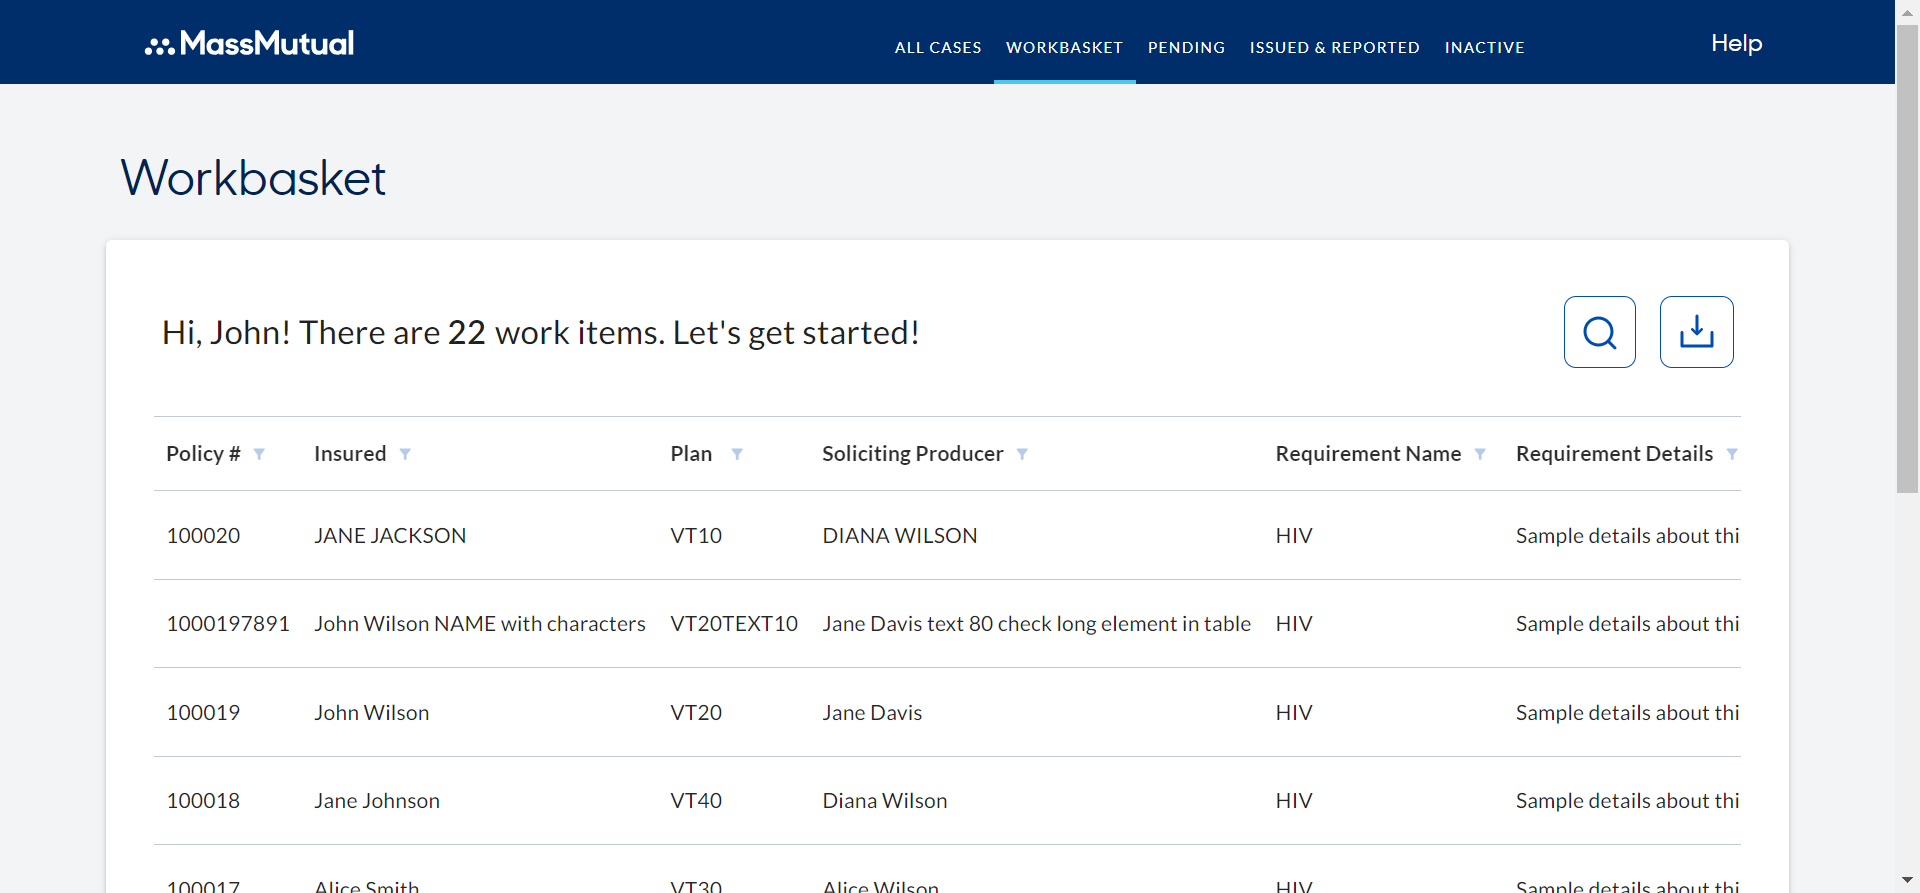 MassMutual
ALL CASES WORKBASKET PENDING ISSUED & REPORTED INACTIVE Help
Workbasket
Hi, John! There are 22 work items. Let's get started!
Policy # Insured Plan Soliciting Producer Requirement Name Requirement Details
100020 JANE JACKSON VT10 DIANA WILSON HIV Sample details about thi
1000197891 John Wilson NAME with characters VT20TEXT10 Jane Davis text 80 check long element in table HIV Sample details about thi
100019 John Wilson VT20 Jane Davis HIV Sample details about thi
100018 Jane Johnson VT40 Diana Wilson HIV Sample details about thi
100017 Alice Smith VT30 Alice Wilson HIV Sample details about thi